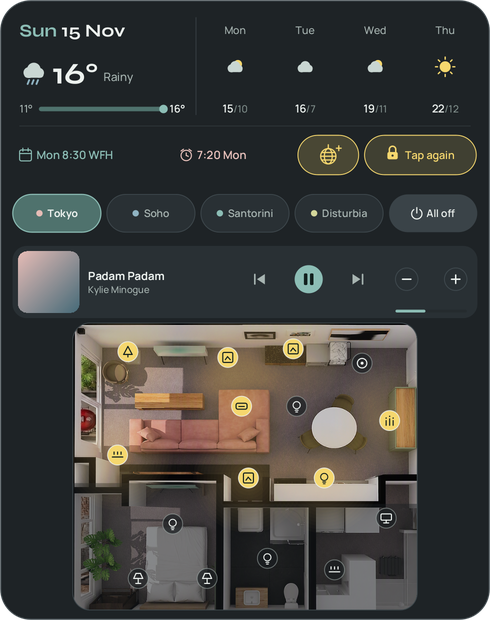 Sun 15 Nov
16° Rainy
11° 16°
Mon Tue Wed Thu
15/10 16/7 19/11 22/12
Mon 8:30 WFH 7:20 Mon Tap again
Tokyo Soho Santorini Disturbia All off
Padam Padam
Kylie Minogue